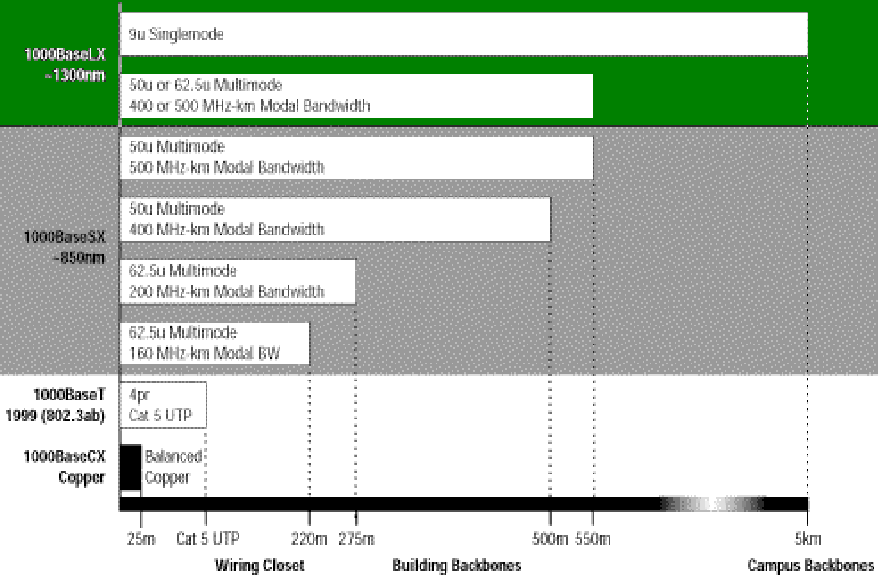 1000BaseLX
~1300nm
9u Singlemode
50u or 62.5u Multimode
400 or 500 MHz-km Modal Bandwidth
1000BaseSX
~850nm
50u Multimode
500 MHz-km Modal Bandwidth
50u Multimode
400 MHz-km Modal Bandwidth
62.5u Multimode
200 MHz-km Modal Bandwidth
62.5u Multimode
160 MHz-km Modal BW
1000BaseT
1999 (802.3ab)
4pr
Cat 5 UTP
1000BaseCX
Copper
Balanced
Copper
25m Cat 5 UTP 220m 275m 500m 550m 5km
Wiring Closet Building Backbones Campus Backbones